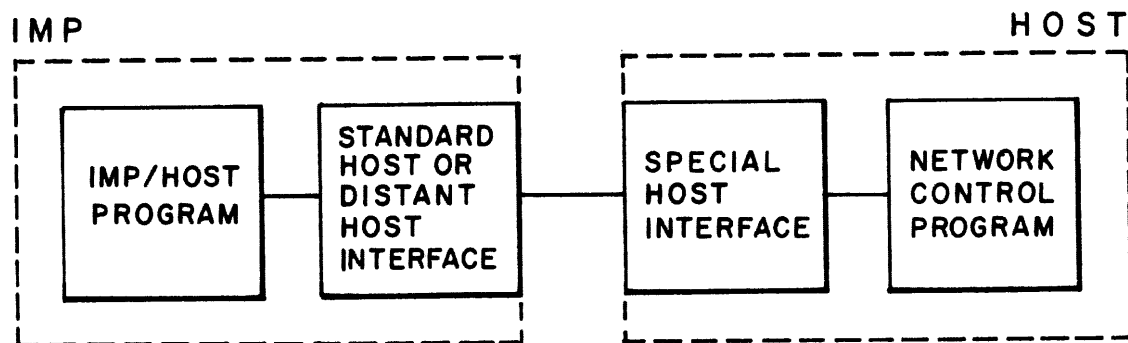 IMP
HOST
IMP/HOST
PROGRAM
STANDARD
HOST OR
DISTANT
HOST
INTERFACE
SPECIAL
HOST
INTERFACE
NETWORK
CONTROL
PROGRAM